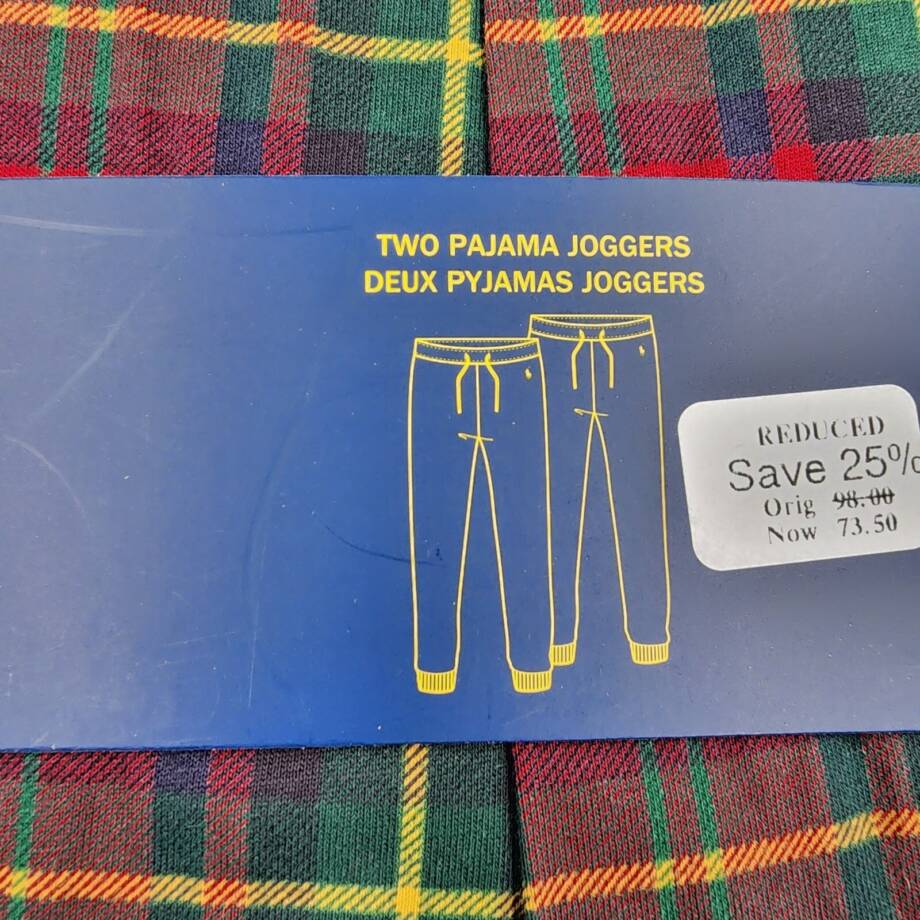 TWO PAJAMA JOGGERS
DEUX PYJAMAS JOGGERS
REDUCED
Save 25%
Orig 98.00
Now 73.50